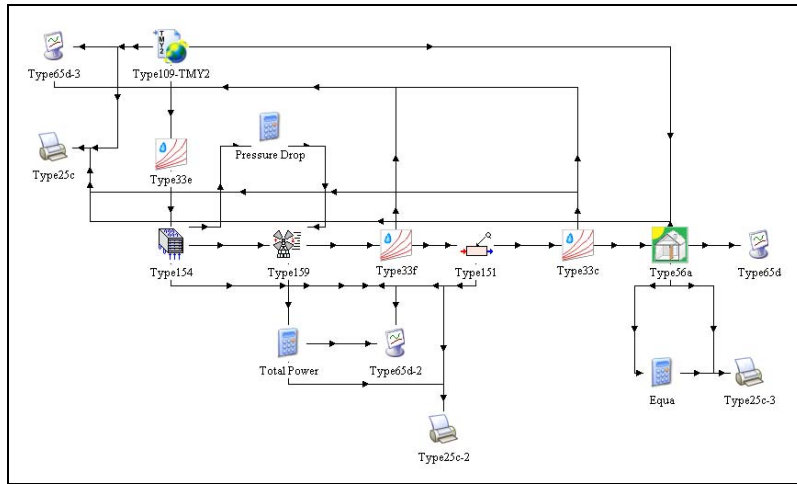 TMY2
Type65d-3
Type109-TMY2
Type25c
Type33e
Pressure Drop
Type154
Type159
Type33f
Type151
Type33c
Type56a
Type65d
Total Power
Type65d-2
Equa
Type25c-3
Type25c-2